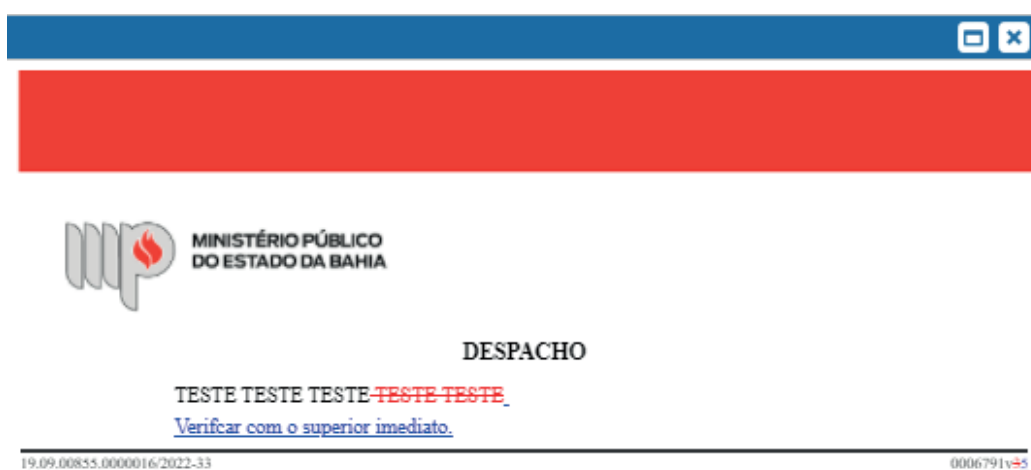 MINISTÉRIO PÚBLICO
DO ESTADO DA BAHIA
DESPACHO
TESTE TESTE TESTE TESTE TESTE
Verifcar com o superior imediato.
19.09.00855.0000016/2022-33 0006791v45